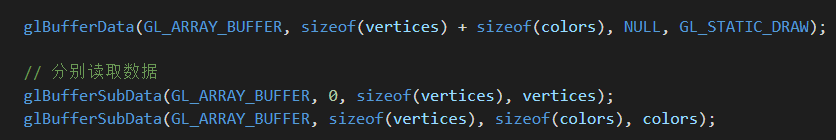 glBufferData(GL_ARRAY_BUFFER, sizeof(vertices) + sizeof(colors), NULL, GL_STATIC_DRAW);
// 分别读取数据
glBufferSubData(GL_ARRAY_BUFFER, 0, sizeof(vertices), vertices);
glBufferSubData(GL_ARRAY_BUFFER, sizeof(vertices), sizeof(colors), colors);